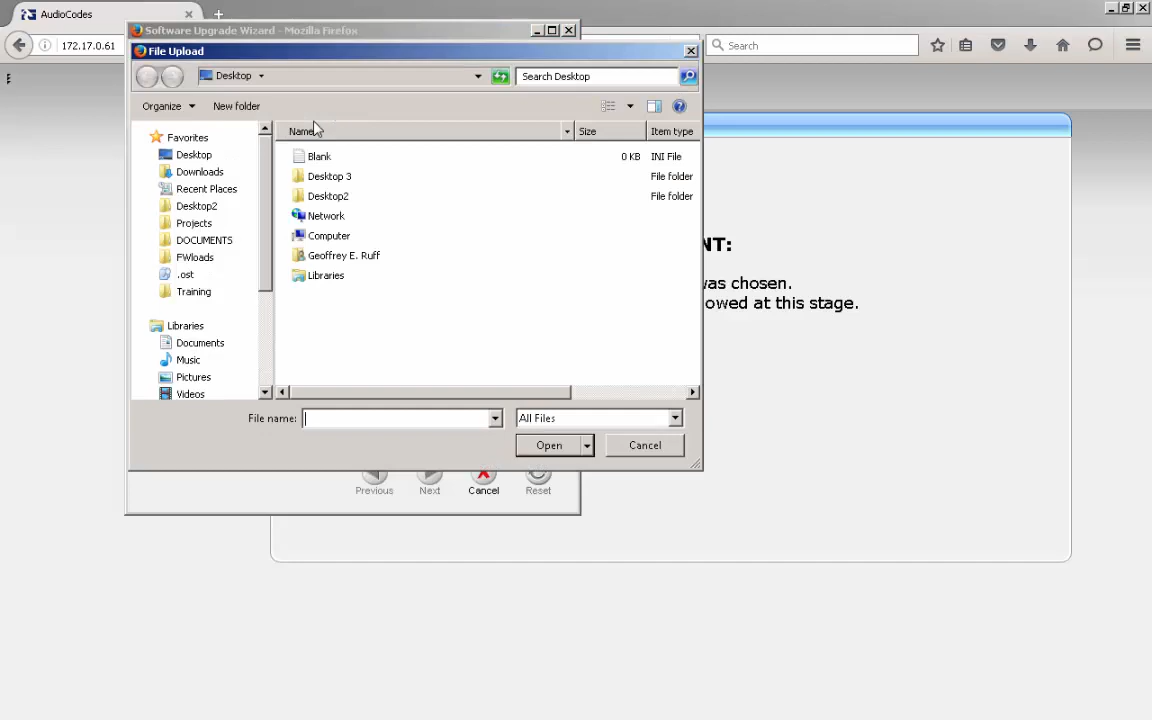 AudioCodes
172.17.0.61
Search
Software Upgrade Wizard - Mozilla Firefox
File Upload
Desktop
Search Desktop
Organize
New folder
Name
Size
Item type
Favorites
Desktop
Downloads
Recent Places
Desktop2
Projects
DOCUMENTS
FWloads
.ost
Training
Libraries
Documents
Music
Pictures
Videos
Blank
0 KB
INI File
Desktop 3
File folder
Desktop2
File folder
Network
Computer
Geoffrey E. Ruff
Libraries
File name:
All Files
Open
Cancel
NT:
was chosen.
owed at this stage.
Previous
Next
Cancel
Reset